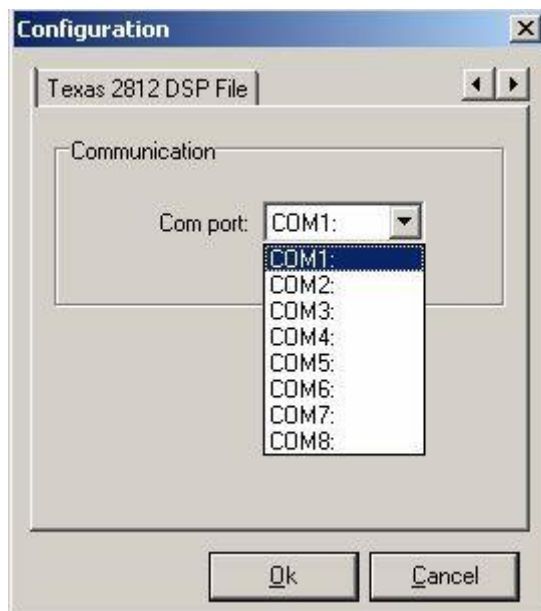 Configuration
Texas 2812 DSP File
Communication
Com port: COM1:
COM1:
COM2:
COM3:
COM4:
COM5:
COM6:
COM7:
COM8:
Ok Cancel